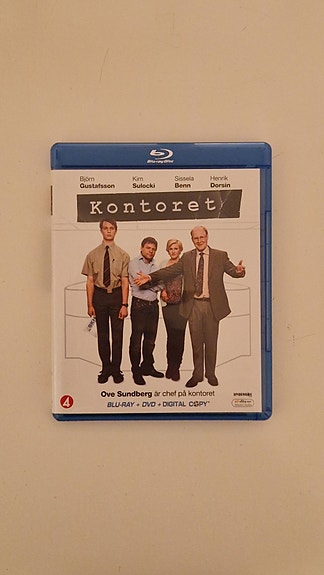 Blu-ray Disc
Björn Gustafsson
Kim Sulocki
Sissela Benn
Henrik Dorsin
Kontoret
Ove Sundberg är chef på kontoret
BLU-RAY + DVD + DIGITAL COPY
4